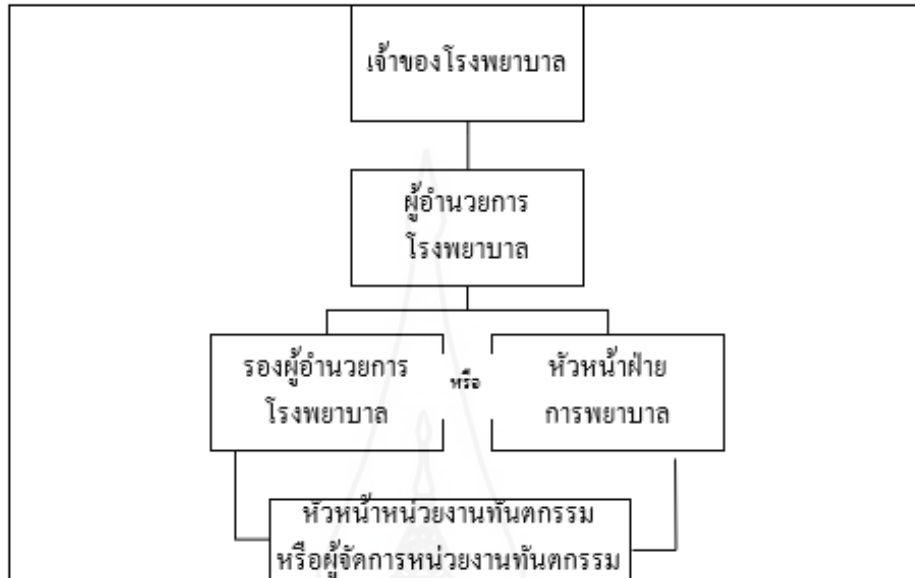 เจ้าของโรงพยาบาล
ผู้อำนวยการ
โรงพยาบาล
รองผู้อำนวยการ
โรงพยาบาล
หรือ
หัวหน้าฝ่าย
การพยาบาล
หัวหน้าหน่วยงานทันตกรรม
หรือผู้จัดการหน่วยงานทันตกรรม